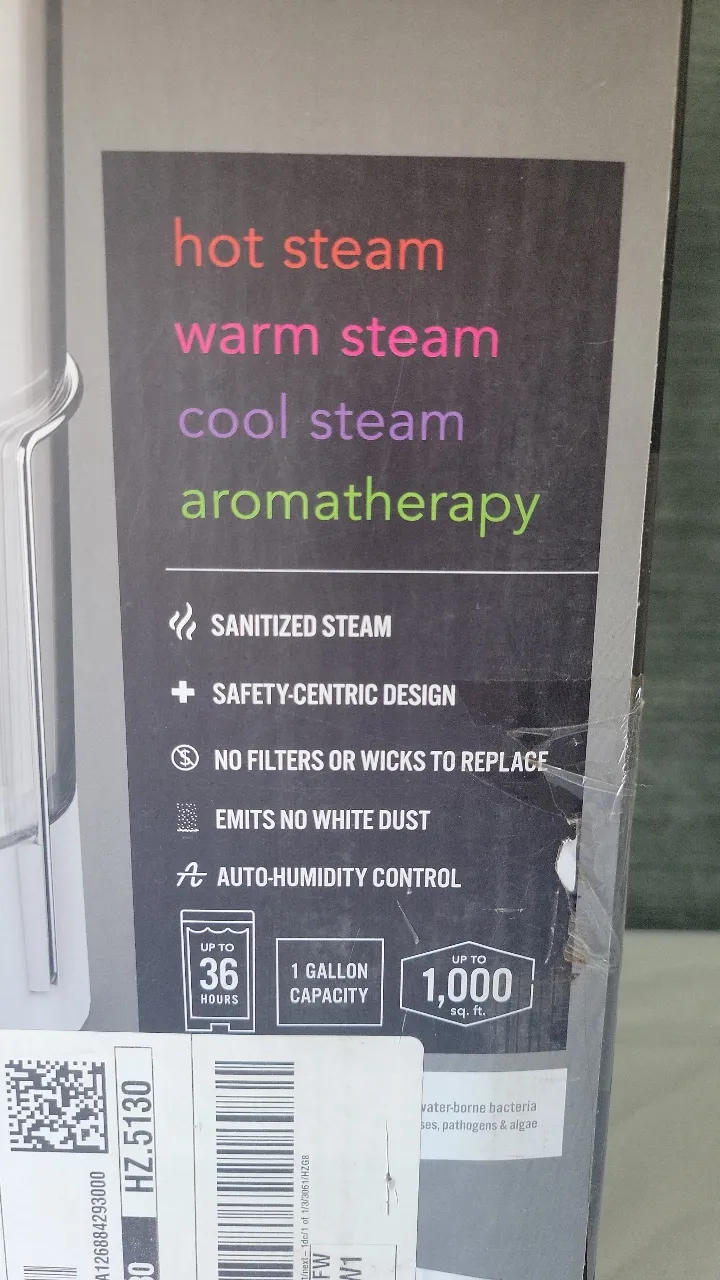 hot steam
warm steam
cool steam
aromatherapy
SANITIZED STEAM
SAFETY-CENTRIC DESIGN
NO FILTERS OR WICKS TO REPLACE
EMITS NO WHITE DUST
AUTO-HUMIDITY CONTROL
UP TO
36
HOURS
1 GALLON
CAPACITY
UP TO
1,000
sq. ft.
water-borne bacteria
pathogens & algae
HZ.5130
A126884293000